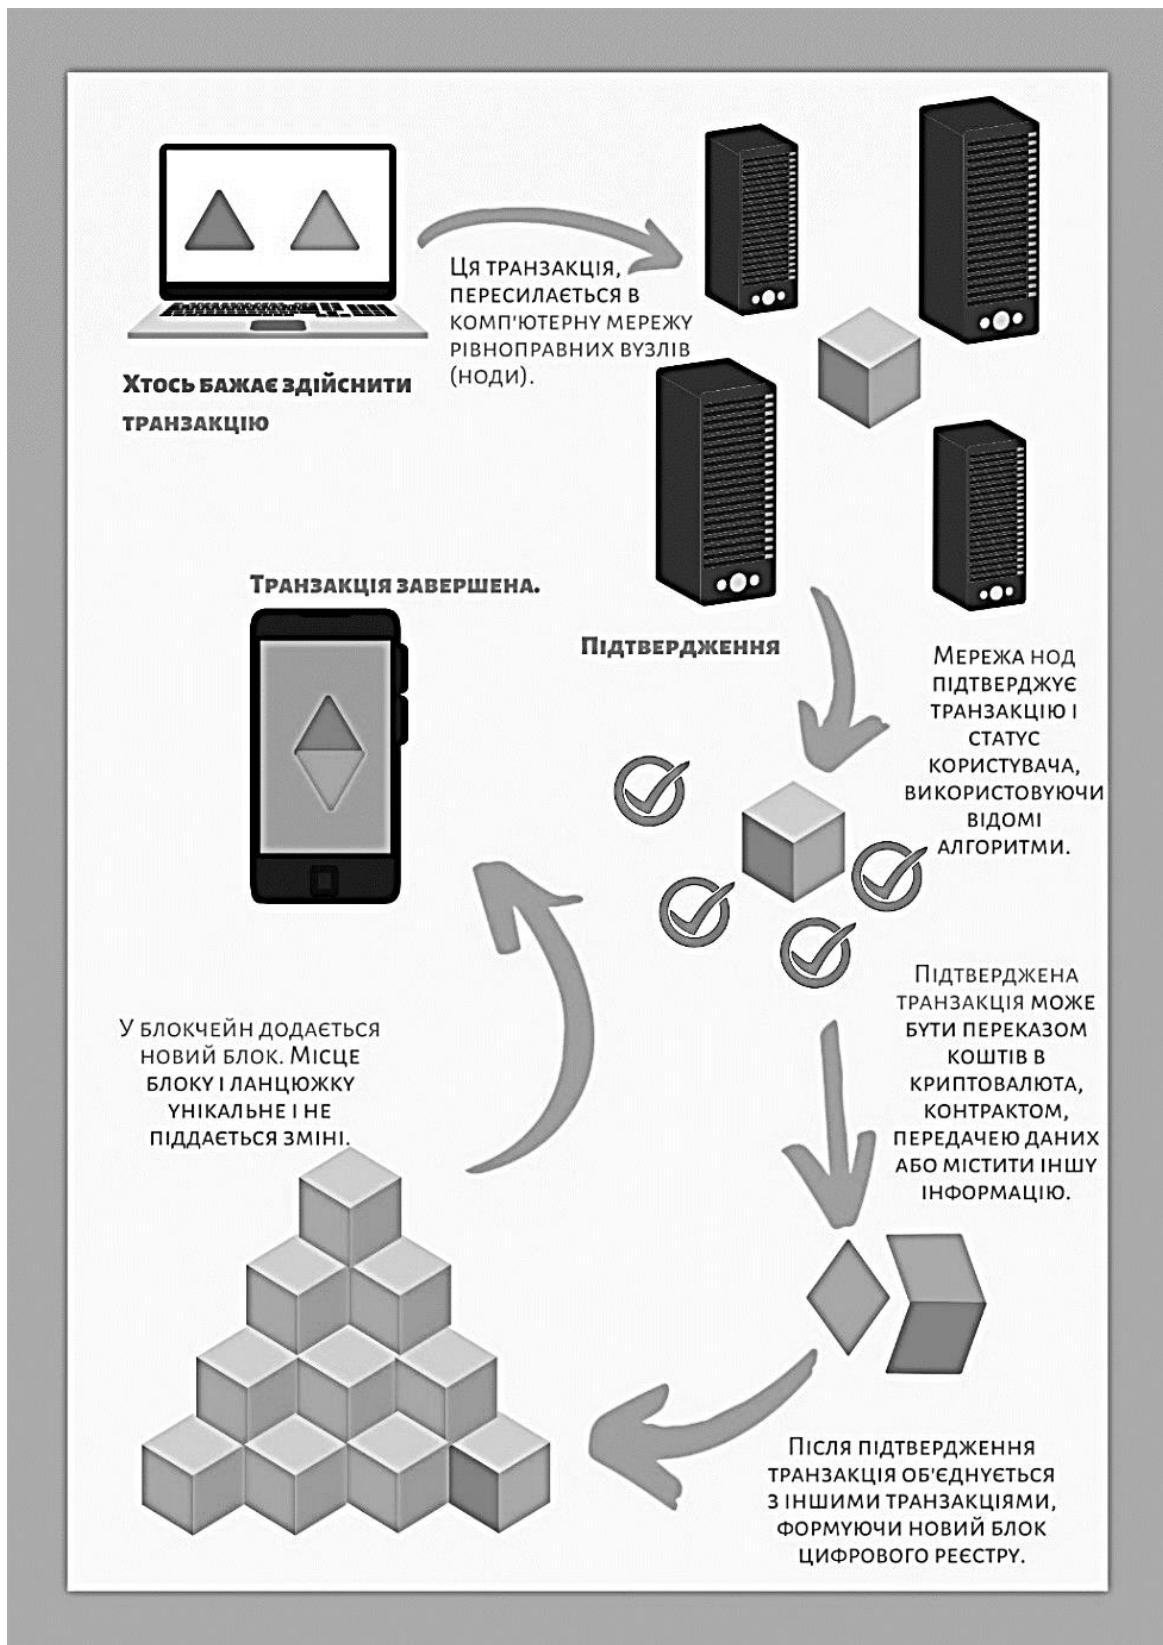 Хтось бажає здійснити
транзакцію
Ця транзакція,
пересилається в
комп'ютерну мережу
рівноправних вузлів
(ноди).
Підтвердження
Мережа нод
підтверджує
транзакцію і
статус
користувача,
використовуючи
відомі
алгоритми.
Підтверджена
транзакція може
бути переказом
коштів в
криптовалюта,
контрактом,
передачею даних
або містити іншу
інформацію.
Після підтвердження
транзакція об'єднується
з іншими транзакціями,
формуючи новий блок
цифрового реєстру.
У блокчейн додається
новий блок. Місце
блоку і ланцюжку
унікальне і не
піддається зміні.
Транзакція завершена.